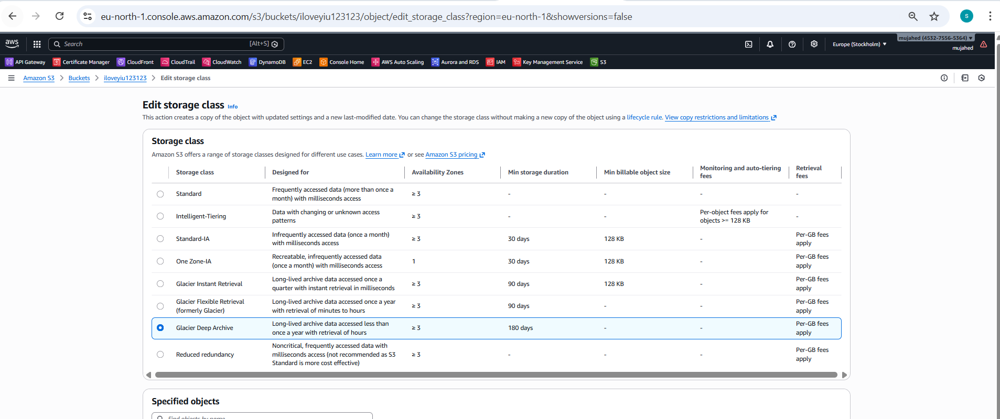 eu-north-1.console.aws.amazon.com/s3/buckets/iloveyiu123123/object/edit_storage_class?region=eu-north-1&showversions=false
S
aws
Search
[Alt+S]
Europe (Stockholm)
mujahed (4532-7556-5364)
mujahed
API Gateway
Certificate Manager
CloudFront
CloudTrail
CloudWatch
DynamoDB
EC2
Console Home
AWS Auto Scaling
Aurora and RDS
IAM
Key Management Service
S3
Amazon S3
Buckets
iloveyiu123123
Edit storage class
Edit storage class Info
This action creates a copy of the object with updated settings and a new last-modified date. You can change the storage class without making a new copy of the object using a lifecycle rule. View copy restrictions and limitations
Storage class
Amazon S3 offers a range of storage classes designed for different use cases. Learn more or see Amazon S3 pricing
Storage class
Designed for
Availability Zones
Min storage duration
Min billable object size
Monitoring and auto-tiering
fees
Retrieval
fees
Standard
Frequently accessed data (more than once a
month) with milliseconds access
≥ 3
-
-
-
-
Intelligent-Tiering
Data with changing or unknown access
patterns
≥ 3
-
-
Per-object fees apply for
objects >= 128 KB
-
Standard-IA
Infrequently accessed data (once a month)
with milliseconds access
≥ 3
30 days
128 KB
-
Per-GB fees
apply
One Zone-IA
Recreatable, infrequently accessed data
(once a month) with milliseconds access
1
30 days
128 KB
-
Per-GB fees
apply
Glacier Instant Retrieval
Long-lived archive data accessed once a
quarter with instant retrieval in milliseconds
≥ 3
90 days
128 KB
-
Per-GB fees
apply
Glacier Flexible Retrieval
(formerly Glacier)
Long-lived archive data accessed once a year
with retrieval of minutes to hours
≥ 3
90 days
-
-
Per-GB fees
apply
Glacier Deep Archive
Long-lived archive data accessed less than
once a year with retrieval of hours
≥ 3
180 days
-
-
Per-GB fees
apply
Reduced redundancy
Noncritical, frequently accessed data with
milliseconds access (not recommended as S3
Standard is more cost effective)
≥ 3
-
-
-
Per-GB fees
apply
Specified objects
Find objects by name